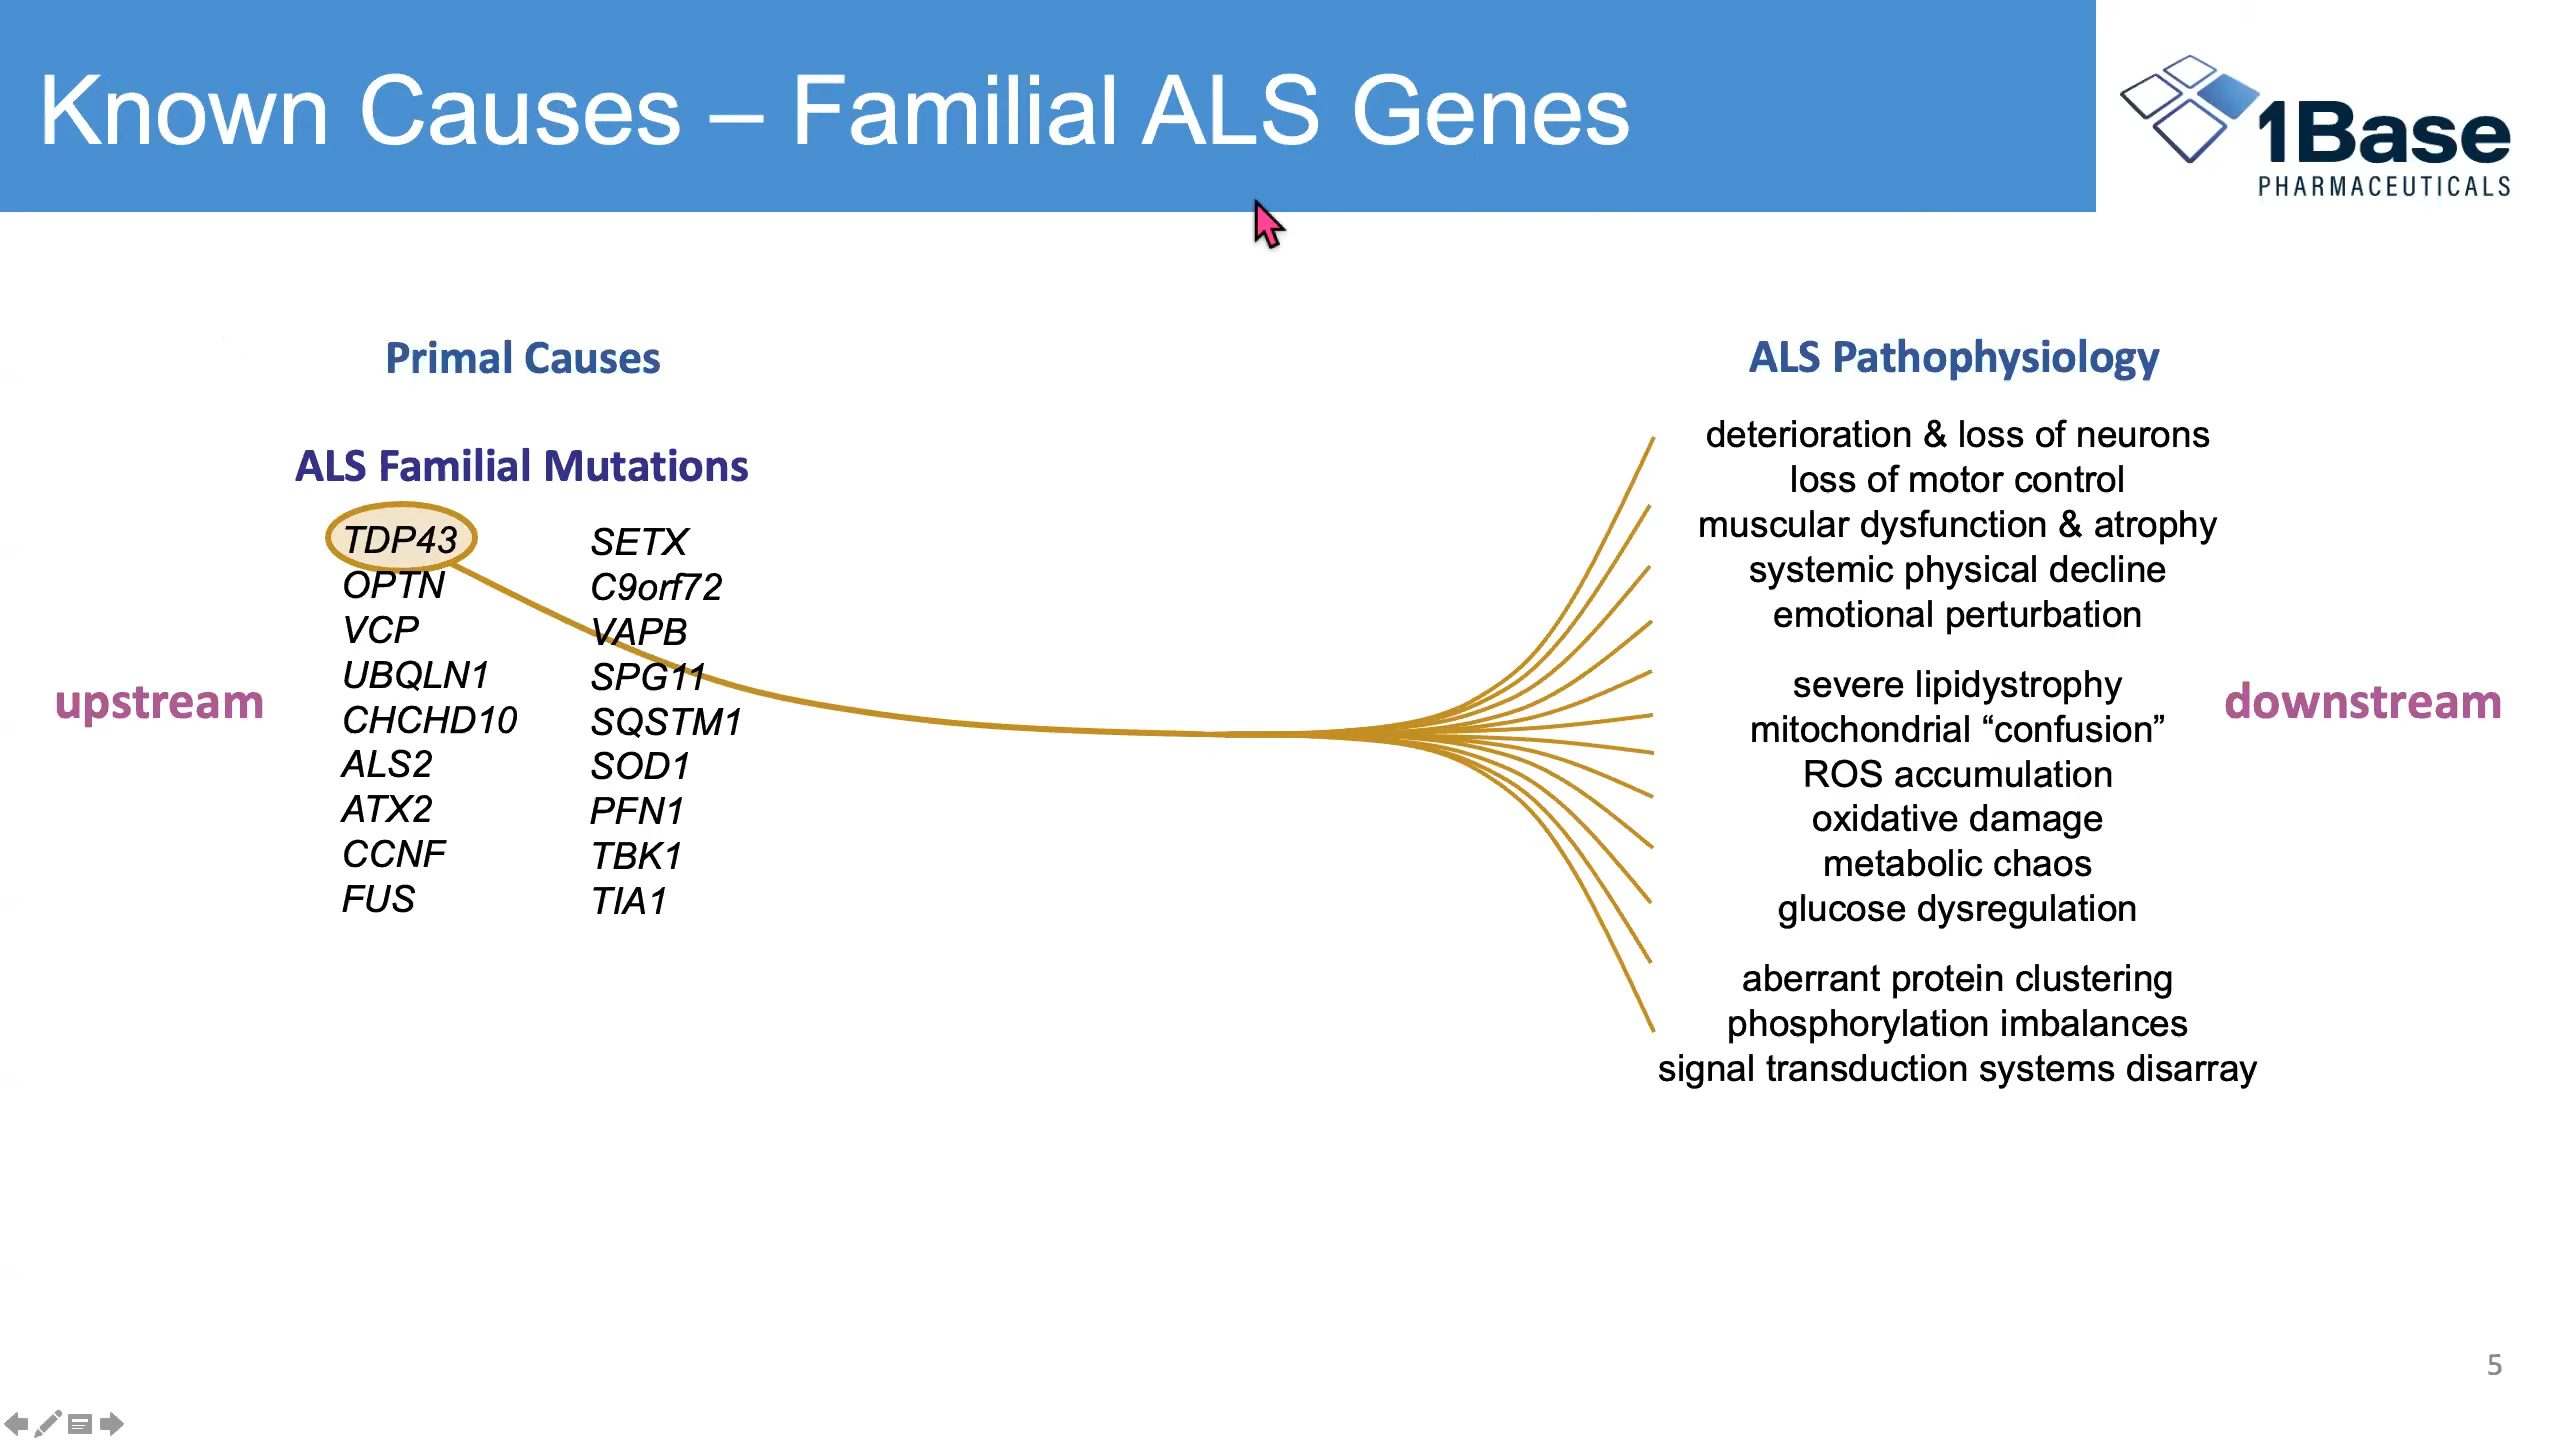 Known Causes – Familial ALS Genes
1Base
PHARMACEUTICALS
Primal Causes
ALS Familial Mutations
TDP43
OPTN
VCP
UBQLN1
CHCHD10
ALS2
ATX2
CCNF
FUS
SETX
C9orf72
VAPB
SPG11
SQSTM1
SOD1
PFN1
TBK1
TIA1
upstream
ALS Pathophysiology
deterioration & loss of neurons
loss of motor control
muscular dysfunction & atrophy
systemic physical decline
emotional perturbation
severe lipidystrophy
mitochondrial “confusion”
ROS accumulation
oxidative damage
metabolic chaos
glucose dysregulation
aberrant protein clustering
phosphorylation imbalances
signal transduction systems disarray
downstream
5